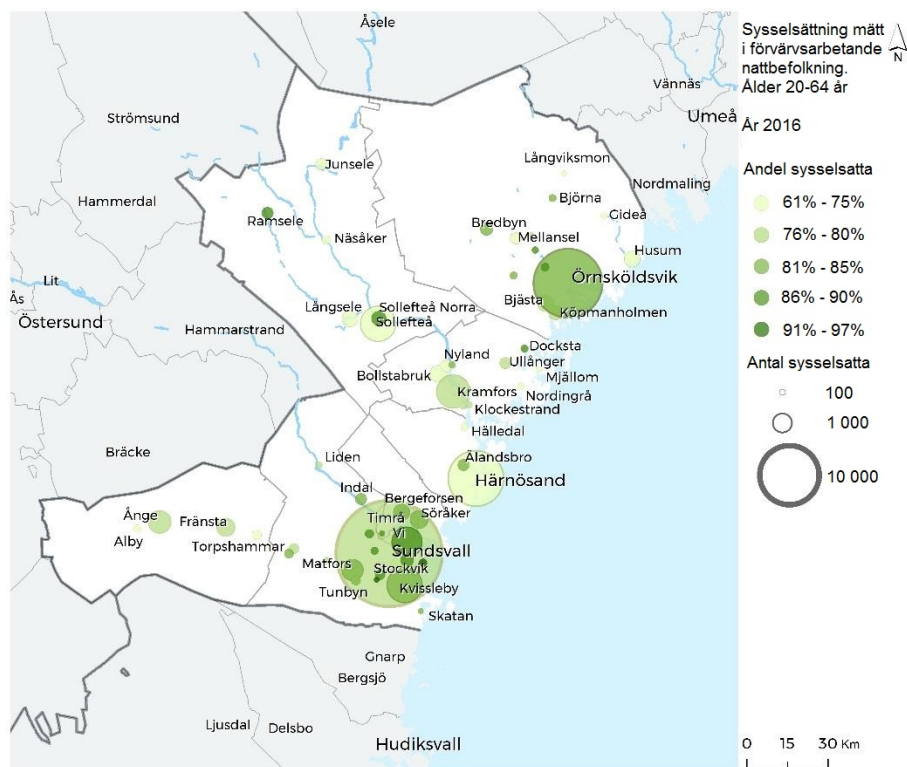 Åsele
Sysselsättning mätt
i förvärvsarbetande
nattbefolkning.
Ålder 20-64 år
N
Vännäs
Umeå
Strömsund
År 2016
Junsele
Långviksmon
Andel sysselsatta
Nordmaling
Hammerdal
Björna
61% - 75%
Gideå
Ramsele
Bredbyn
Mellansel
76% - 80%
Näsåker
Husum
81% - 85%
Lit
Örnsköldsvik
86% - 90%
Ås
Bjästa
Långsele
Sollefteå Norra
Köpmanholmen
Östersund
Sollefteå
91% - 97%
Hammarstrand
Docksta
Nyland
Ullånger
Antal sysselsatta
Bollstabruk
Mjällom
Kramfors
Nordingrå
100
Klockestrand
1 000
Hälledal
Bräcke
Liden
Älandsbro
10 000
Härnösand
Indal
Bergeforsen
Ånge
Fränsta
Timrå
Söråker
Alby
Vi
Torpshammar
Sundsvall
Matfors
Stockvik
Tunbyn
Kvissleby
Skatan
Gnarp
Bergsjö
Ljusdal
Delsbo
Hudiksvall
0 15 30 Km